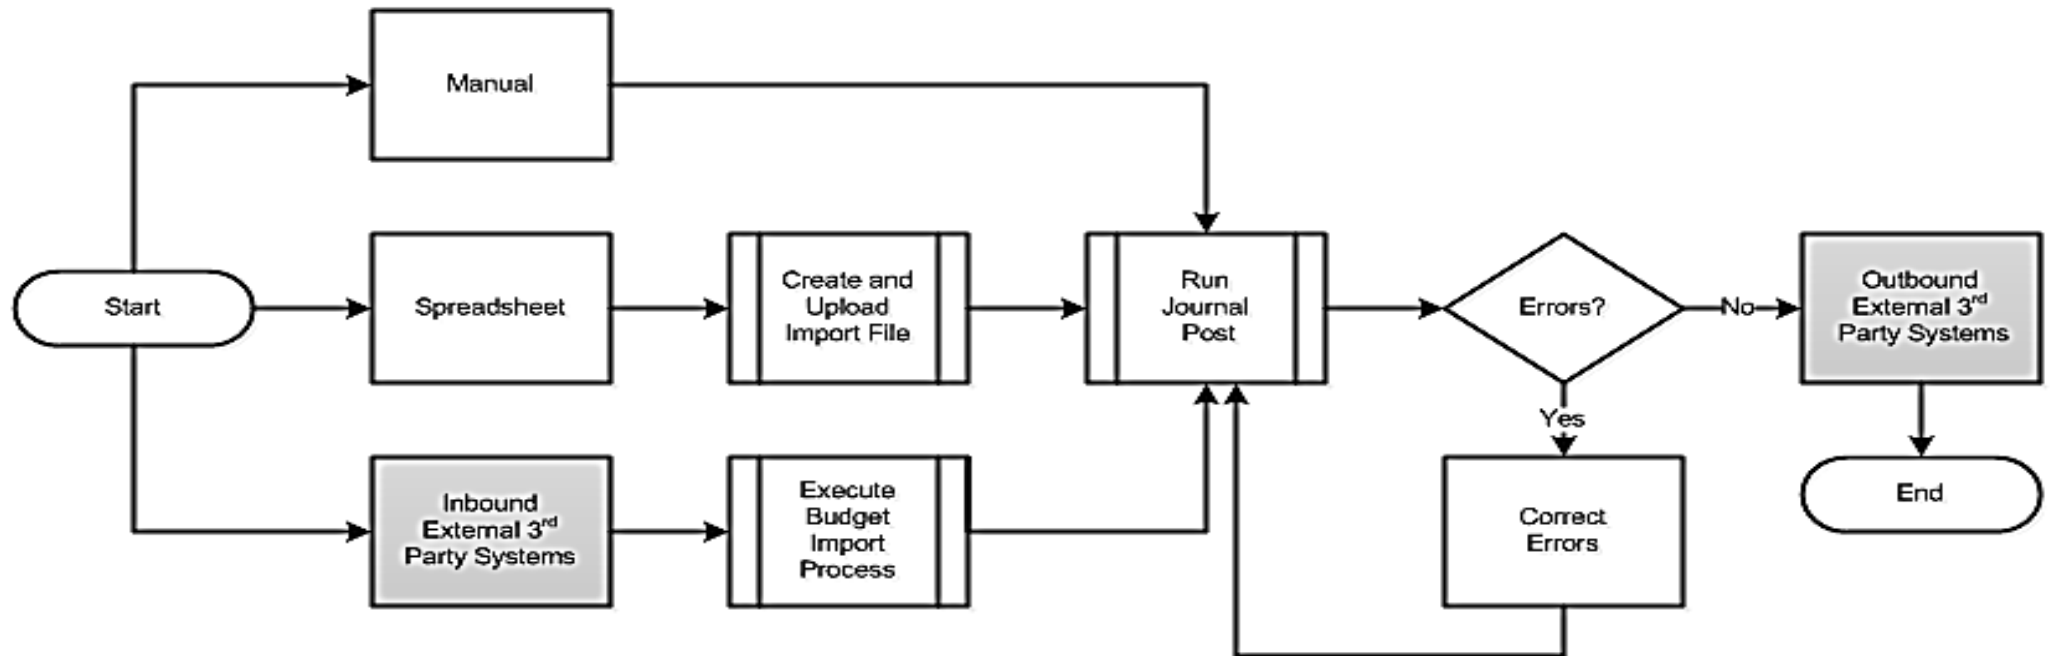 Manual
Start
Spreadsheet
Create and
Upload
Import File
Run
Journal
Post
Errors?
No
Outbound
External 3rd
Party Systems
Yes
Inbound
External 3rd
Party Systems
Execute
Budget
Import
Process
Correct
Errors
End